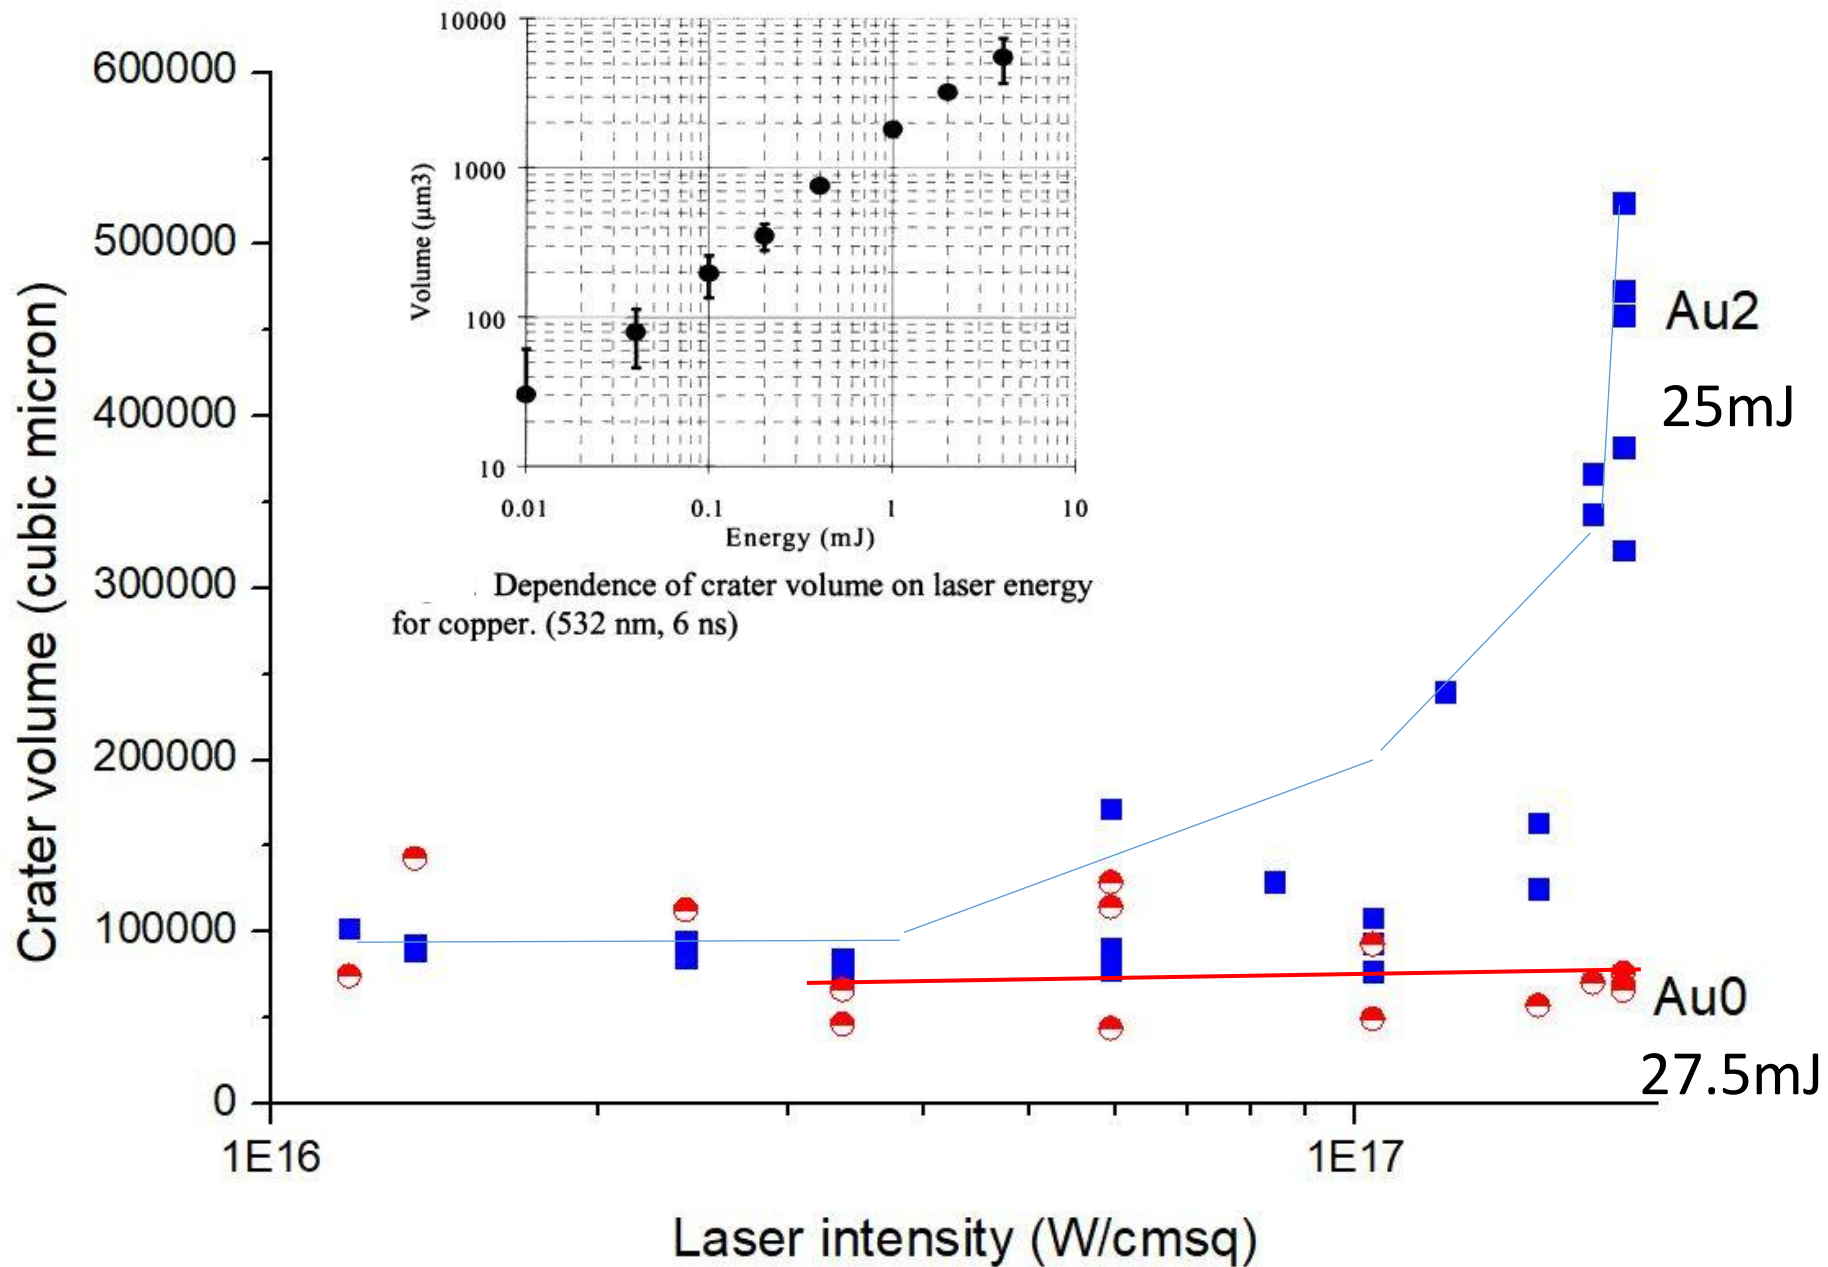 10000
1000
100
10
Volume (µm3)
0.01 0.1 1 10
Energy (mJ)
Dependence of crater volume on laser energy
for copper. (532 nm, 6 ns)
600000
500000
400000
300000
200000
100000
0
Crater volume (cubic micron)
Au2
25mJ
Au0
27.5mJ
1E16 1E17
Laser intensity (W/cmsq)